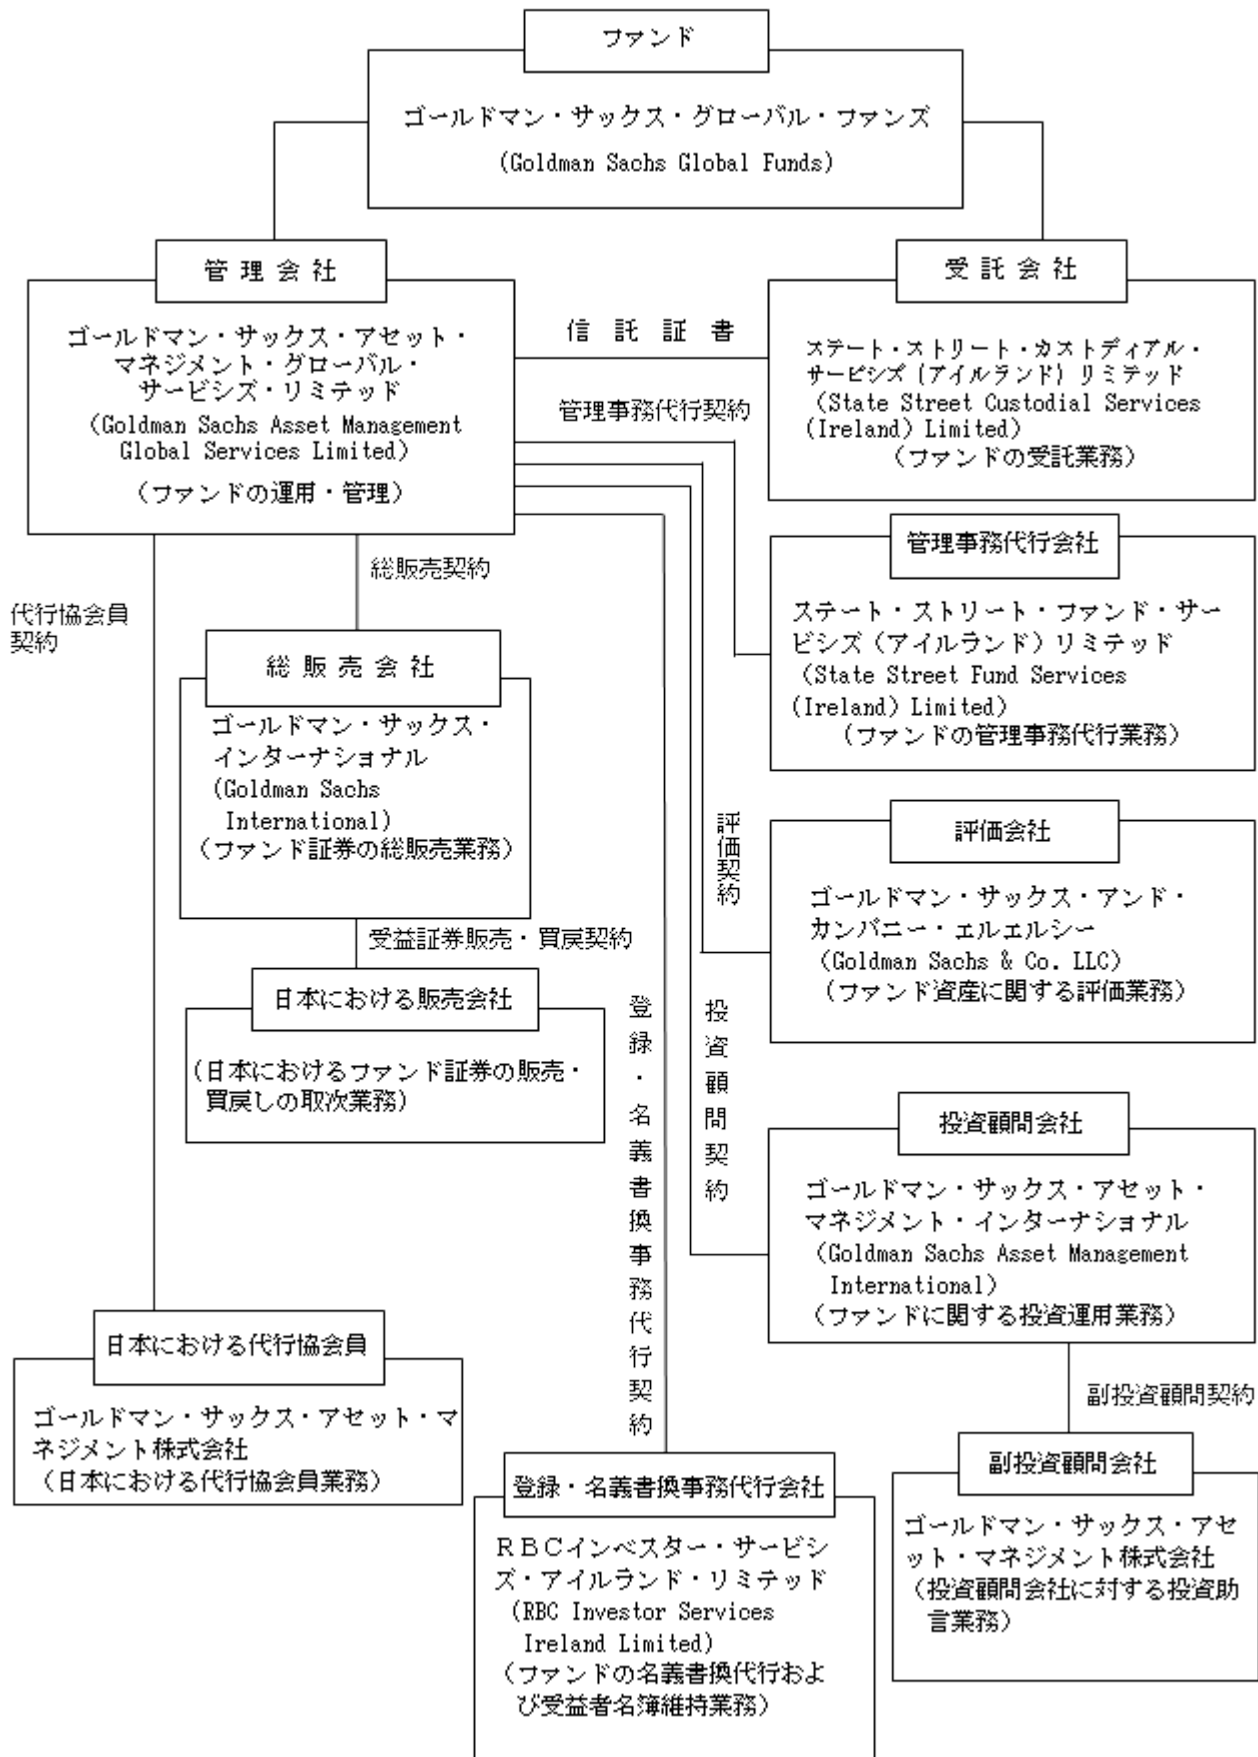 ファンド
ゴールドマン・サックス・グローバル・ファンズ
(Goldman Sachs Global Funds)
管 理 会 社
ゴールドマン・サックス・アセット・
マネジメント・グローバル・
サービシズ・リミテッド
(Goldman Sachs Asset Management
Global Services Limited)
(ファンドの運用・管理)
信 託 証 書
管理事務代行契約
受 託 会 社
ステート・ストリート・カストディアル・
サービシズ(アイルランド)リミテッド
(State Street Custodial Services
(Ireland) Limited)
(ファンドの受託業務)
管理事務代行会社
ステート・ストリート・ファンド・サー
ビシズ(アイルランド)リミテッド
(State Street Fund Services
(Ireland) Limited)
(ファンドの管理事務代行業務)
代行協会員
契約
総販売契約
総 販 売 会 社
ゴールドマン・サックス・
インターナショナル
(Goldman Sachs
International)
(ファンド証券の総販売業務)
受益証券販売・買戻契約
日本における販売会社
(日本におけるファンド証券の販売・
買戻しの取次業務)
評価契約
評価会社
ゴールドマン・サックス・アンド・
カンパニー・エルエルシー
(Goldman Sachs & Co. LLC)
(ファンド資産に関する評価業務)
登録・名義書換事務代行契約
投資顧問契約
投資顧問会社
ゴールドマン・サックス・アセット・
マネジメント・インターナショナル
(Goldman Sachs Asset Management
International)
(ファンドに関する投資運用業務)
副投資顧問契約
日本における代行協会員
ゴールドマン・サックス・アセット・マ
ネジメント株式会社
(日本における代行協会員業務)
登録・名義書換事務代行会社
RBCインベスター・サービシ
ズ・アイルランド・リミテッド
(RBC Investor Services
Ireland Limited)
(ファンドの名義書換代行およ
び受益者名簿維持業務)
副投資顧問会社
ゴールドマン・サックス・アセ
ット・マネジメント株式会社
(投資顧問会社に対する投資助
言業務)